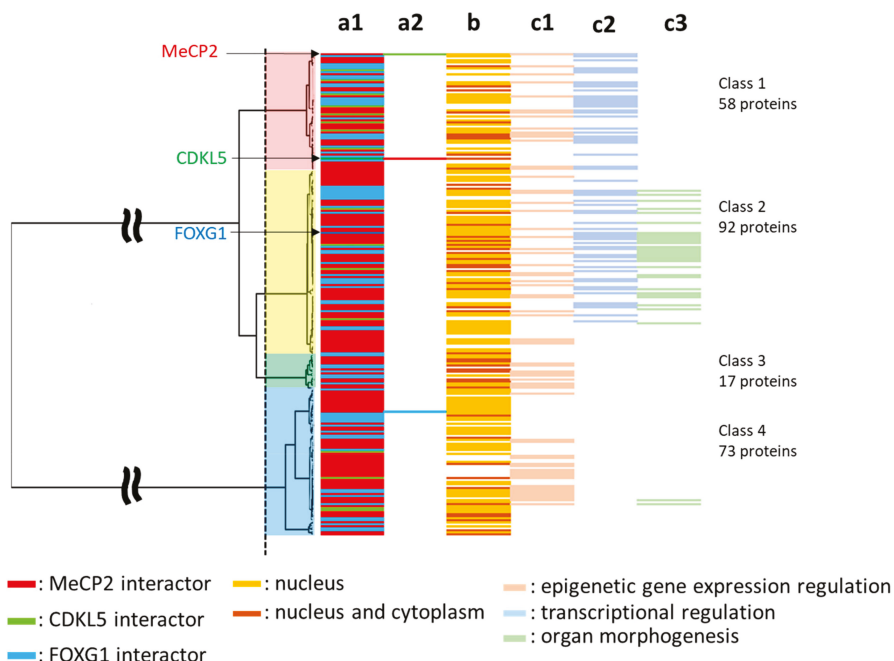 a1 a2 b c1 c2 c3
MeCP2
CDKL5
FOXG1
Class 1
58 proteins
Class 2
92 proteins
Class 3
17 proteins
Class 4
73 proteins
: MeCP2 interactor
: CDKL5 interactor
: FOXG1 interactor
: nucleus
: nucleus and cytoplasm
: epigenetic gene expression regulation
: transcriptional regulation
: organ morphogenesis